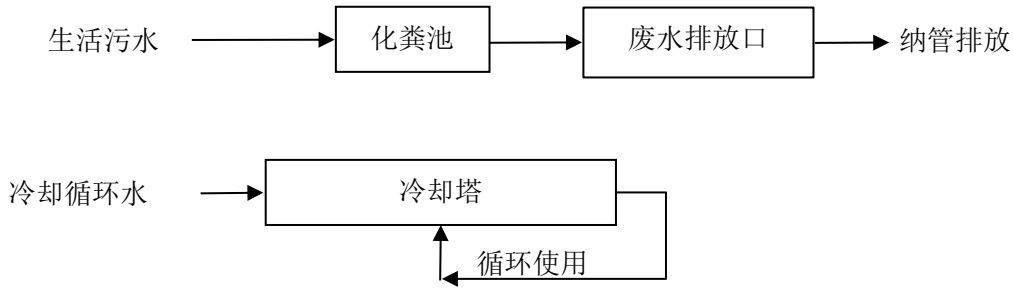 生活污水
化粪池
废水排放口
纳管排放
冷却循环水
冷却塔
循环使用